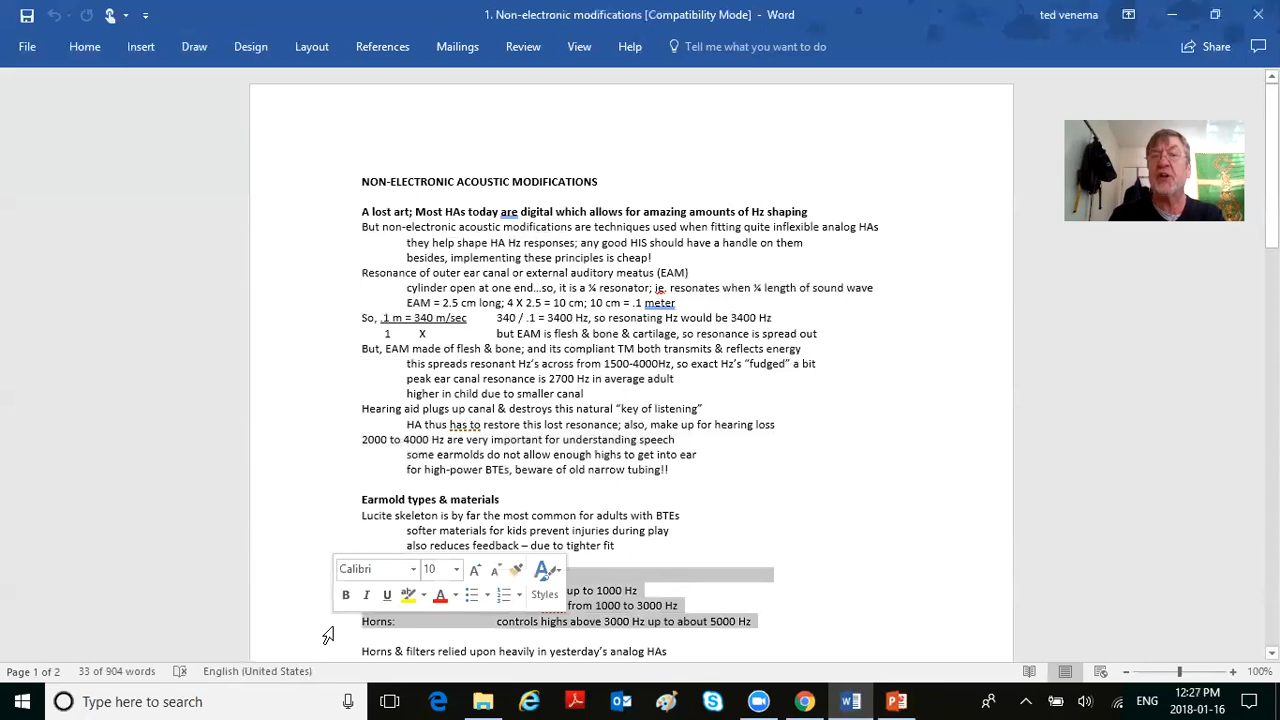 1. Non-electronic modifications [Compatibility Mode] - Word
ted venema
File Home Insert Draw Design Layout References Mailings Review View Help Tell me what you want to do Share
NON-ELECTRONIC ACOUSTIC MODIFICATIONS
A lost art; Most HAs today are digital which allows for amazing amounts of Hz shaping
But non-electronic acoustic modifications are techniques used when fitting quite inflexible analog HAs
they help shape HA Hz responses; any good HIS should have a handle on them
besides, implementing these principles is cheap!
Resonance of outer ear canal or external auditory meatus (EAM)
cylinder open at one end…so, it is a ¼ resonator; ie. resonates when ¼ length of sound wave
EAM = 2.5 cm long; 4 X 2.5 = 10 cm; 10 cm = .1 meter
So, .1 m = 340 m/sec 340 / .1 = 3400 Hz, so resonating Hz would be 3400 Hz
1 X but EAM is flesh & bone & cartilage, so resonance is spread out
But, EAM made of flesh & bone; and its compliant TM both transmits & reflects energy
this spreads resonant Hz's across from 1500-4000Hz, so exact Hz's “fudged” a bit
peak ear canal resonance is 2700 Hz in average adult
higher in child due to smaller canal
Hearing aid plugs up canal & destroys this natural “key of listening”
HA thus has to restore this lost resonance; also, make up for hearing loss
2000 to 4000 Hz are very important for understanding speech
some earmolds do not allow enough highs to get into ear
for high-power BTEs, beware of old narrow tubing!!
Earmold types & materials
Lucite skeleton is by far the most common for adults with BTEs
softer materials for kids prevent injuries during play
also reduces feedback – due to tighter fit
Calibri 10
up to 1000 Hz
B I U Styles
from 1000 to 3000 Hz
Horns: controls highs above 3000 Hz up to about 5000 Hz
Horns & filters relied upon heavily in yesterday's analog HAs
Page 1 of 2 33 of 904 words English (United States) 100%
Type here to search
ENG
12:27 PM
2018-01-16